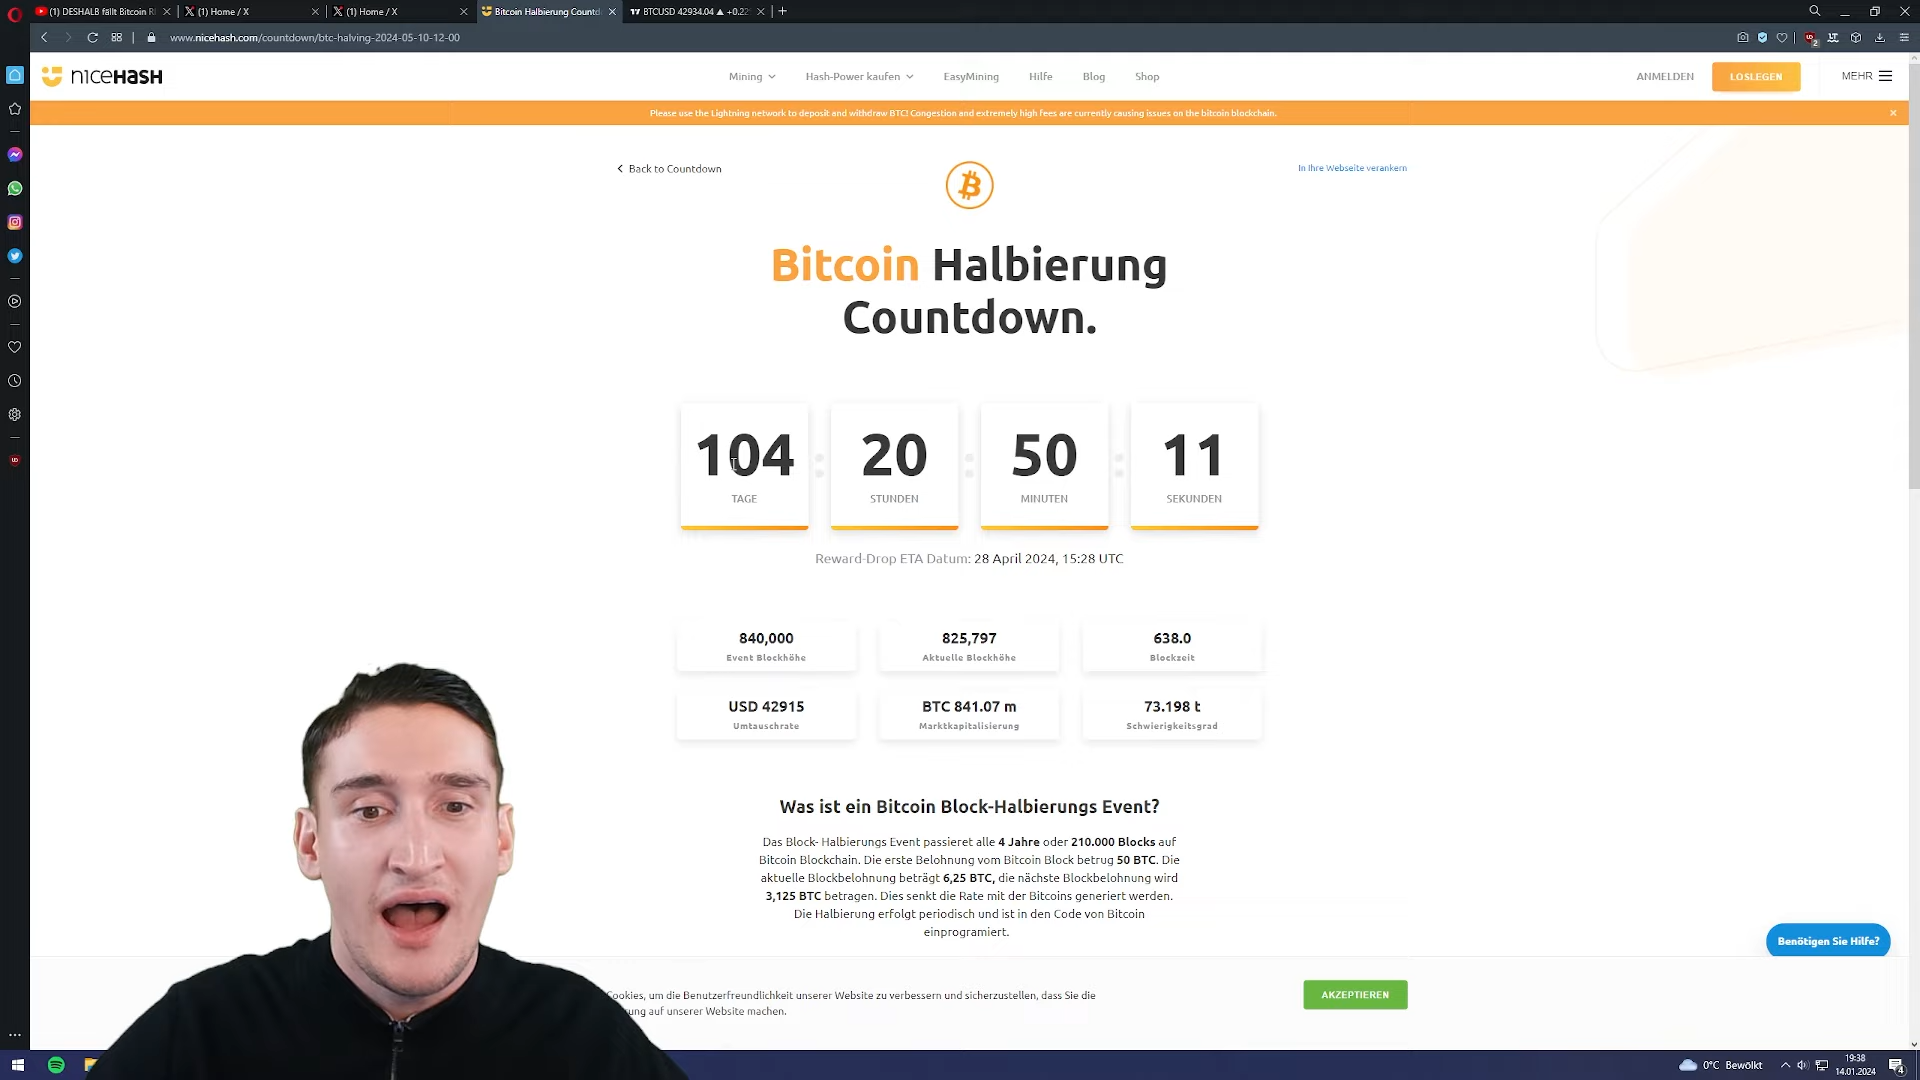 (1) DESHALB fällt Bitcoin R
(1) Home / X
(1) Home / X
Bitcoin Halbierung Countd
BTCUSD 42934.04 ▲ +0.22
www.nicehash.com/countdown/btc-halving-2024-05-10-12-00
niceHASH
Mining
Hash-Power kaufen
EasyMining
Hilfe
Blog
Shop
ANMELDEN
LOSLEGEN
MEHR
Please use the Lightning network to deposit and withdraw BTC! Congestion and extremely high fees are currently causing issues on the bitcoin blockchain.
Back to Countdown
In Ihre Webseite verankern
Bitcoin Halbierung
Countdown.
104 : 20 : 50 : 11
TAGE STUNDEN MINUTEN SEKUNDEN
Reward-Drop ETA Datum: 28 April 2024, 15:28 UTC
840,000 825,797 638.0
Event Blockhöhe Aktuelle Blockhöhe Blockzeit
USD 42915 BTC 841.07 m 73.198 t
Umtauschrate Marktkapitalisierung Schwierigkeitsgrad
Was ist ein Bitcoin Block-Halbierungs Event?
Das Block- Halbierungs Event passieret alle 4 Jahre oder 210.000 Blocks auf
Bitcoin Blockchain. Die erste Belohnung vom Bitcoin Block betrug 50 BTC. Die
aktuelle Blockbelohnung beträgt 6,25 BTC, die nächste Blockbelohnung wird
3,125 BTC betragen. Dies senkt die Rate mit der Bitcoins generiert werden.
Die Halbierung erfolgt periodisch und ist in den Code von Bitcoin
einprogramiert.
Benötigen Sie Hilfe?
Cookies, um die Benutzerfreundlichkeit unserer Website zu verbessern und sicherzustellen, dass Sie die
ung auf unserer Website machen.
AKZEPTIEREN
0°C Bewölkt
19:38
14.01.2024